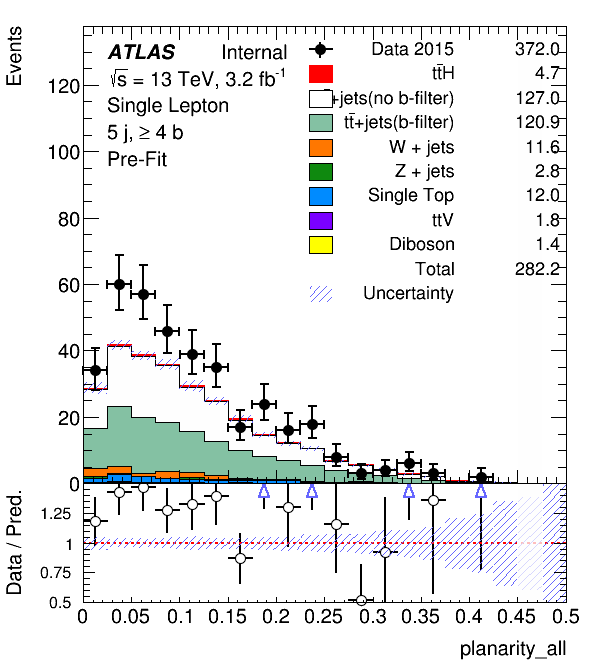 Events
ATLAS Internal
√s = 13 TeV, 3.2 fb⁻¹
Single Lepton
5 j, ≥ 4 b
Pre-Fit
Data 2015 372.0
tt̄H 4.7
+jets(no b-filter) 127.0
tt̄+jets(b-filter) 120.9
W + jets 11.6
Z + jets 2.8
Single Top 12.0
ttV 1.8
Diboson 1.4
Total 282.2
Uncertainty
120
100
80
60
40
20
0
Data / Pred.
1.25
1
0.75
0.5
0 0.05 0.1 0.15 0.2 0.25 0.3 0.35 0.4 0.45 0.5
planarity_all